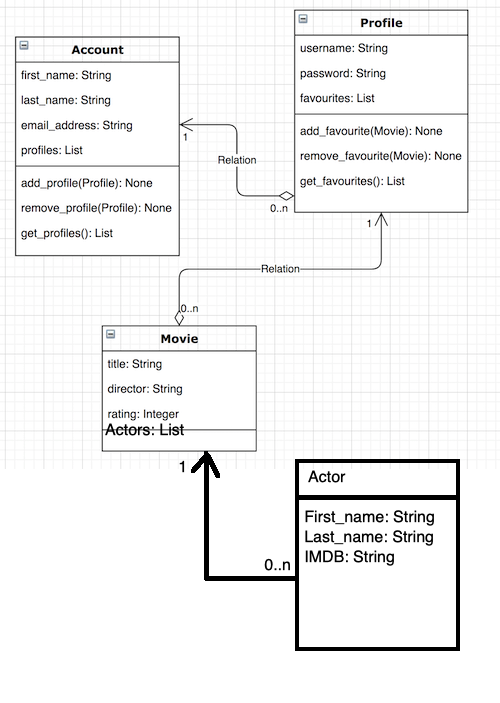 Account
first_name: String
last_name: String
email_address: String
profiles: List
add_profile(Profile): None
remove_profile(Profile): None
get_profiles(): List
Profile
username: String
password: String
favourites: List
add_favourite(Movie): None
remove_favourite(Movie): None
get_favourites(): List
1
Relation
0..n
1
Relation
0..n
Movie
title: String
director: String
rating: Integer
Actors: List
1
0..n
Actor
First_name: String
Last_name: String
IMDB: String